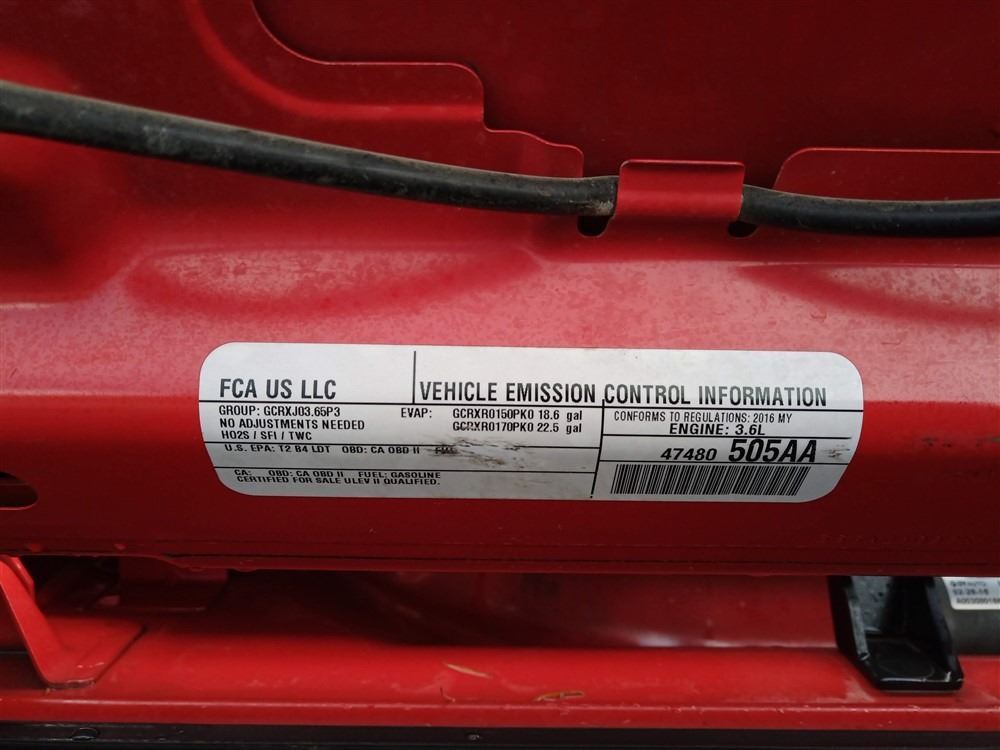 FCA US LLC
VEHICLE EMISSION CONTROL INFORMATION
GROUP: GCRXJ03.65P3
NO ADJUSTMENTS NEEDED
HO2S / SFI / TWC
EVAP: GCRXR0150PK0 18.6 gal
GCRXR0170PK0 22.5 gal
CONFORMS TO REGULATIONS: 2016 MY
ENGINE: 3.6L
U.S. EPA: T2 B4 LDT OBD: CA OBD II
47480 505AA
CA: OBD: CA OBD II FUEL: GASOLINE
CERTIFIED FOR SALE ULEV II QUALIFIED.